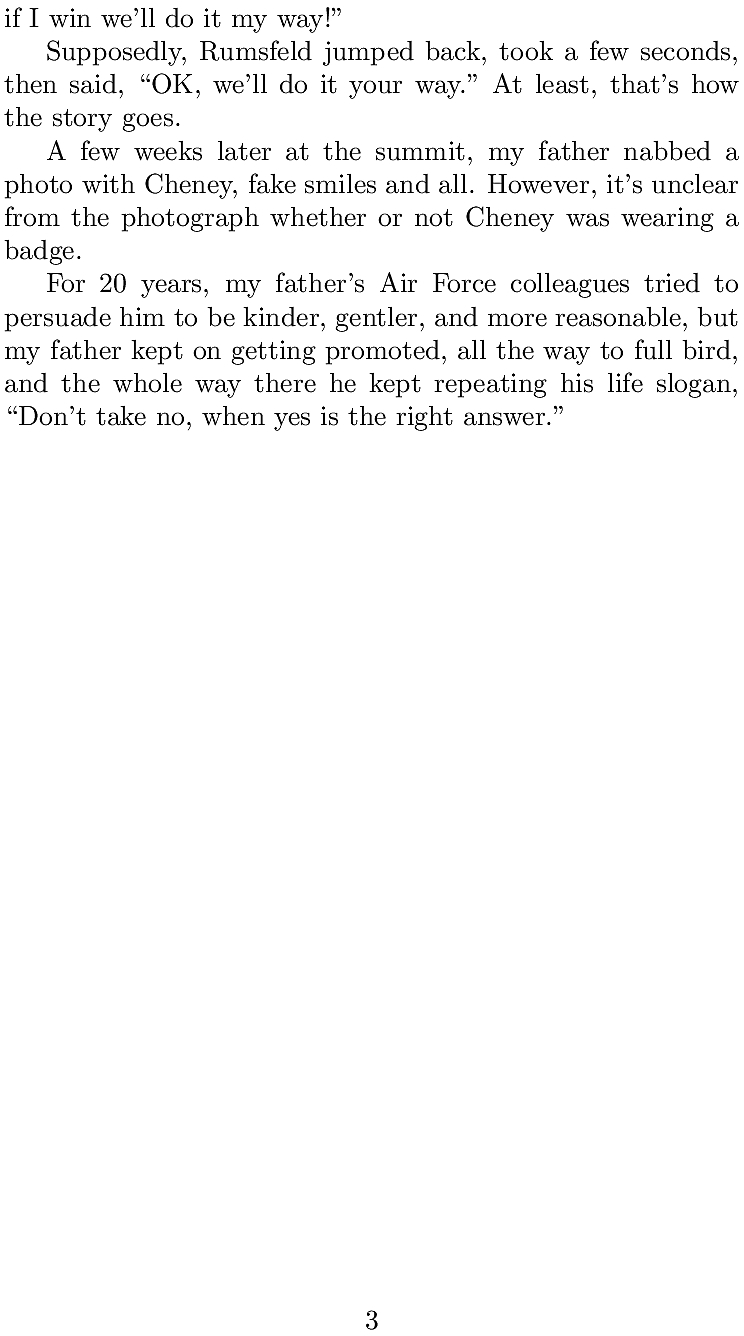 if I win we'll do it my way!”
Supposedly, Rumsfeld jumped back, took a few seconds,
then said, “OK, we'll do it your way.” At least, that's how
the story goes.
A few weeks later at the summit, my father nabbed a
photo with Cheney, fake smiles and all. However, it's unclear
from the photograph whether or not Cheney was wearing a
badge.
For 20 years, my father's Air Force colleagues tried to
persuade him to be kinder, gentler, and more reasonable, but
my father kept on getting promoted, all the way to full bird,
and the whole way there he kept repeating his life slogan,
“Don't take no, when yes is the right answer.”
3